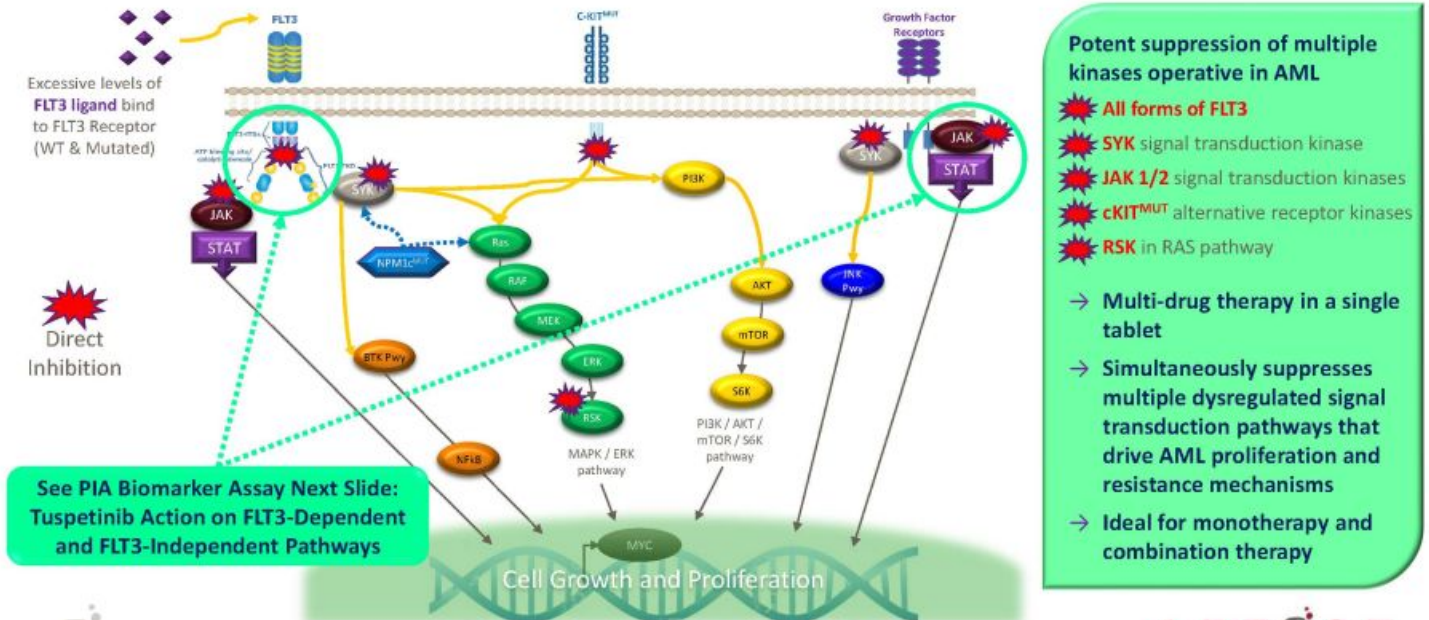 FLT3
C-KITMUT
Growth Factor
Receptors
Excessive levels of
FLT3 ligand bind
to FLT3 Receptor
(WT & Mutated)
JAK
STAT
SYK
NPM1cMUT
BTK Pwy
NFkB
Ras
RAF
MEK
ERK
RSK
MAPK / ERK
pathway
PI3K
AKT
mTOR
S6K
PI3K / AKT /
mTOR / S6K
pathway
SYK
JNK
Pwy
JAK
STAT
Direct
Inhibition
See PIA Biomarker Assay Next Slide:
Tuspetinib Action on FLT3-Dependent
and FLT3-Independent Pathways
MYC
Cell Growth and Proliferation
Potent suppression of multiple
kinases operative in AML
All forms of FLT3
SYK signal transduction kinase
JAK 1/2 signal transduction kinases
cKITMUT alternative receptor kinases
RSK in RAS pathway
→ Multi-drug therapy in a single
tablet
→ Simultaneously suppresses
multiple dysregulated signal
transduction pathways that
drive AML proliferation and
resistance mechanisms
→ Ideal for monotherapy and
combination therapy